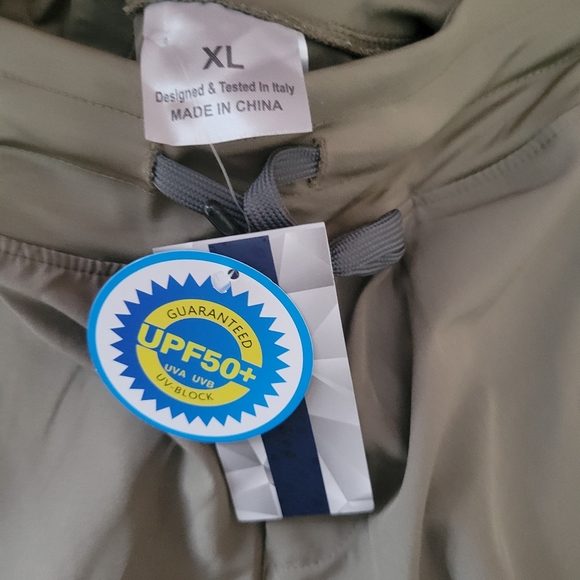 XL
Designed & Tested In Italy
MADE IN CHINA
GUARANTEED
UPF50+
UVA UVB
UV-BLOCK